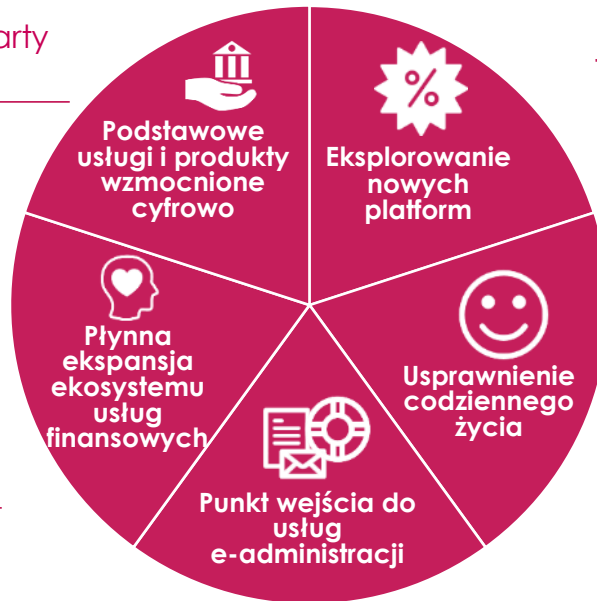 arty
Podstawowe
usługi i produkty
wzmocnione
cyfrowo
%
Eksplorowanie
nowych
platform
Płynna
ekspansja
ekosystemu
usług
finansowych
Usprawnienie
codziennego
życia
Punkt wejścia do
usług
e-administracji